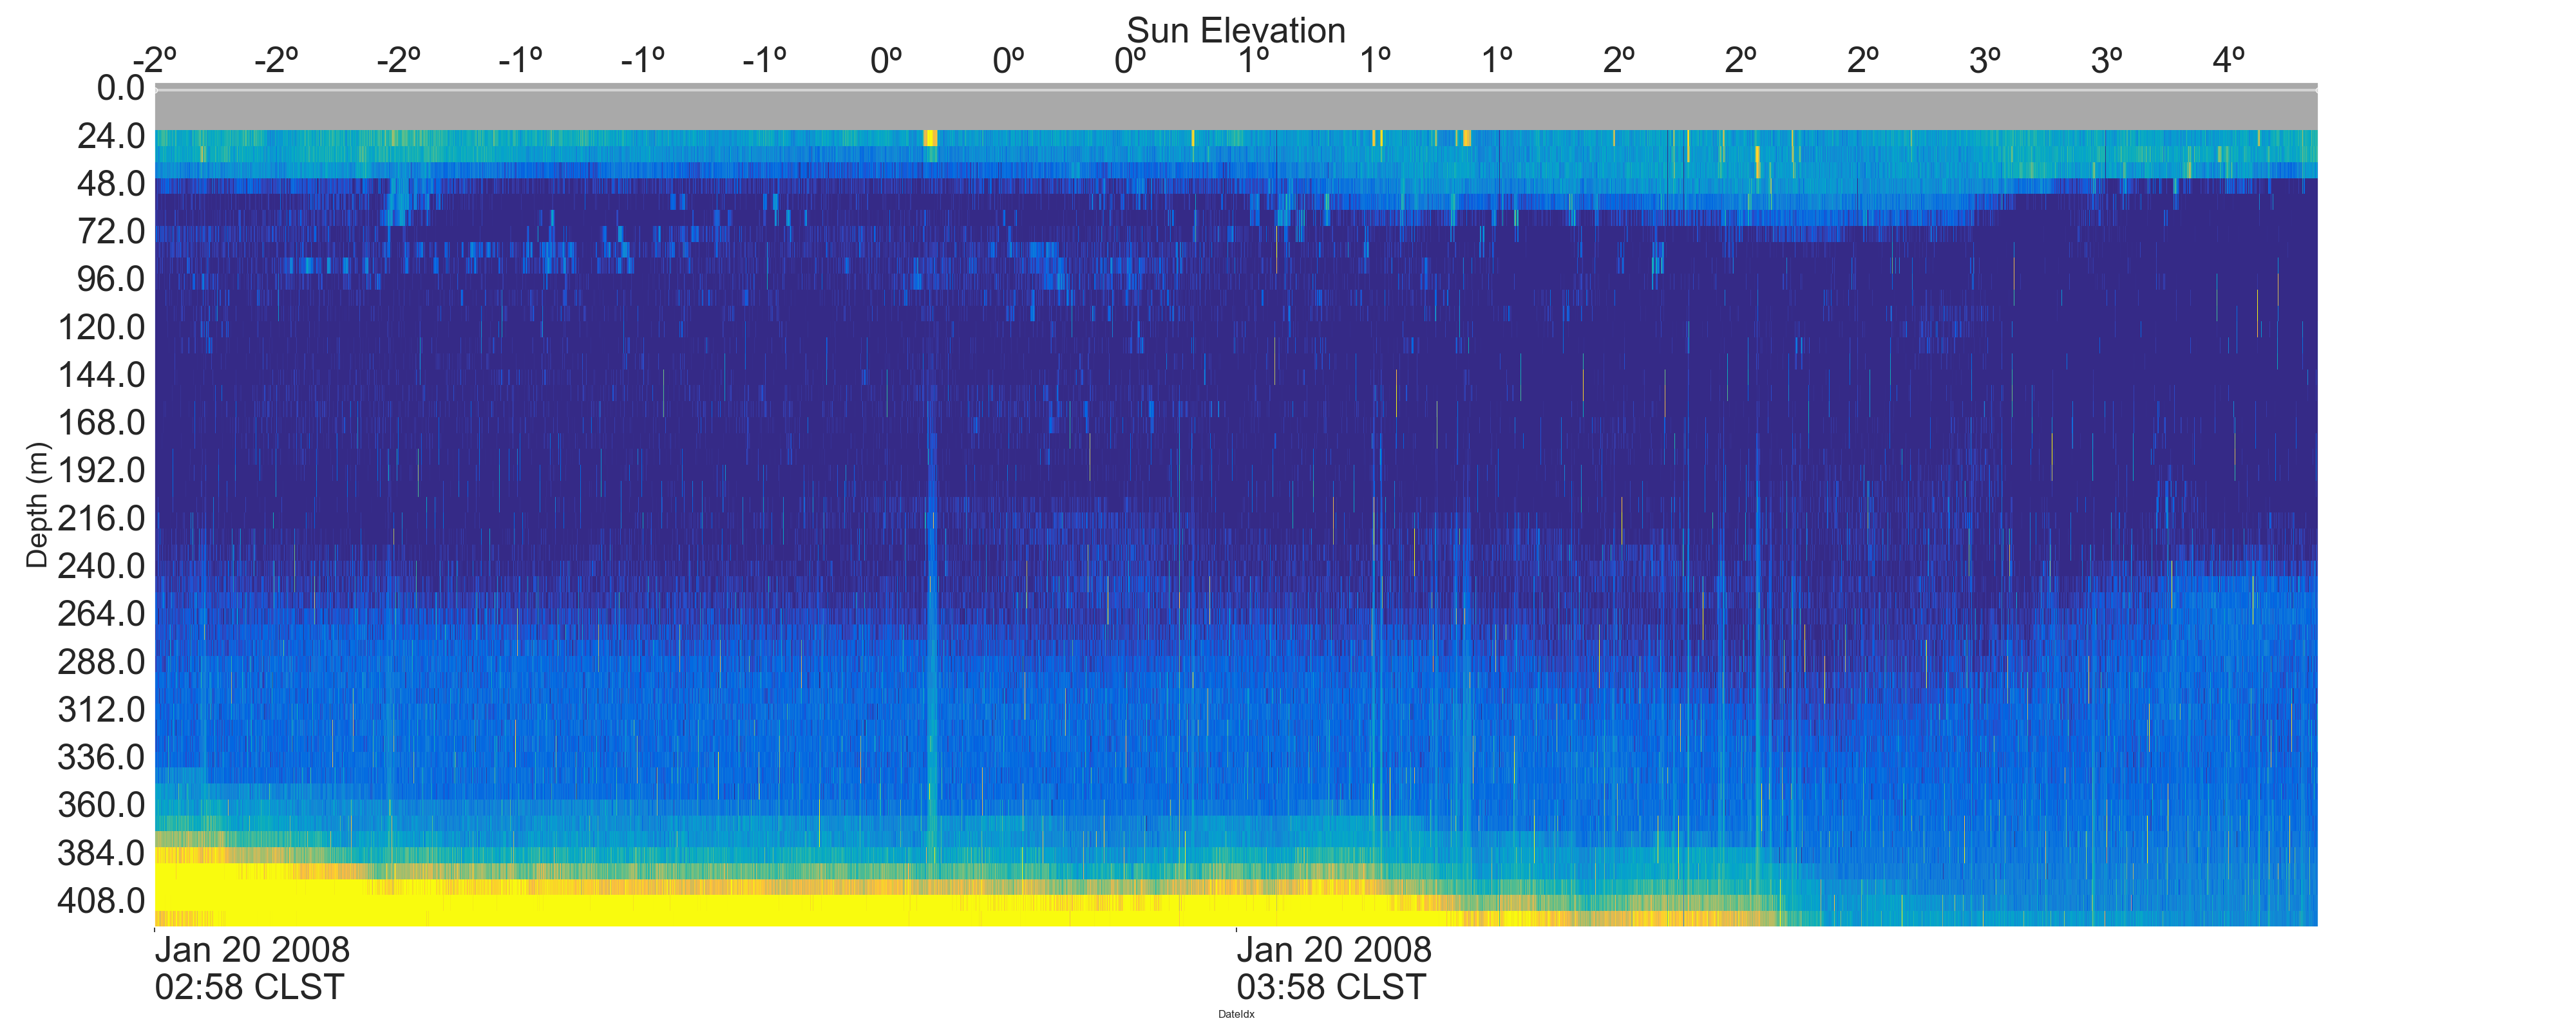 Sun Elevation
-2º -2º -2º -1º -1º -1º 0º 0º 0º 1º 1º 1º 2º 2º 2º 3º 3º 4º
0.0
24.0
48.0
72.0
96.0
120.0
144.0
168.0
192.0
216.0
240.0
264.0
288.0
312.0
336.0
360.0
384.0
408.0
Depth (m)
Jan 20 2008
02:58 CLST
Jan 20 2008
03:58 CLST
DateIdx